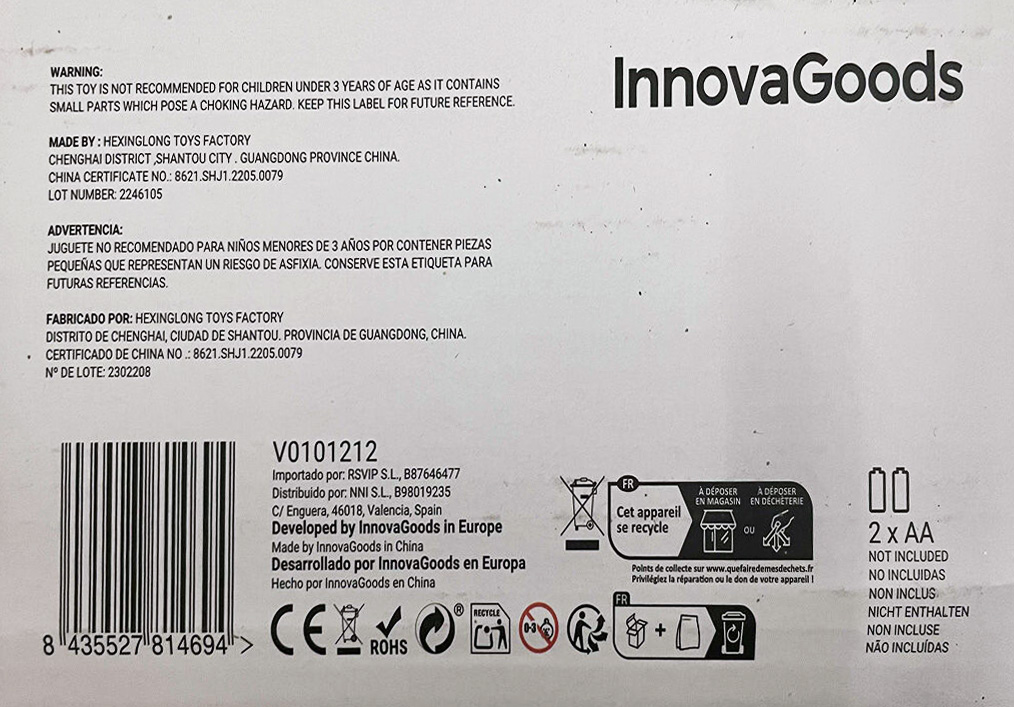 InnovaGoods
WARNING:
THIS TOY IS NOT RECOMMENDED FOR CHILDREN UNDER 3 YEARS OF AGE AS IT CONTAINS
SMALL PARTS WHICH POSE A CHOKING HAZARD. KEEP THIS LABEL FOR FUTURE REFERENCE.
MADE BY : HEXINGLONG TOYS FACTORY
CHENGHAI DISTRICT ,SHANTOU CITY . GUANGDONG PROVINCE CHINA.
CHINA CERTIFICATE NO.: 8621.SHJ1.2205.0079
LOT NUMBER: 2246105
ADVERTENCIA:
JUGUETE NO RECOMENDADO PARA NIÑOS MENORES DE 3 AÑOS POR CONTENER PIEZAS
PEQUEÑAS QUE REPRESENTAN UN RIESGO DE ASFIXIA. CONSERVE ESTA ETIQUETA PARA
FUTURAS REFERENCIAS.
FABRICADO POR: HEXINGLONG TOYS FACTORY
DISTRITO DE CHENGHAI, CIUDAD DE SHANTOU. PROVINCIA DE GUANGDONG, CHINA.
CERTIFICADO DE CHINA NO .: 8621.SHJ1.2205.0079
Nº DE LOTE: 2302208
8 435527 814694 >
V0101212
Importado por: RSVIP S.L., B87646477
Distribuido por: NNI S.L., B98019235
C/ Enguera, 46018, Valencia, Spain
Developed by InnovaGoods in Europe
Made by InnovaGoods in China
Desarrollado por InnovaGoods en Europa
Hecho por InnovaGoods en China
CE
ROHS
®
RECYCLE
0-3
FR
Cet appareil
se recycle
À DÉPOSER
EN MAGASIN
OU
À DÉPOSER
EN DÉCHÈTERIE
Points de collecte sur www.quefairedemesdechets.fr
Privilégiez la réparation ou le don de votre appareil !
FR
+
2 x AA
NOT INCLUDED
NO INCLUIDAS
NON INCLUS
NICHT ENTHALTEN
NON INCLUSE
NÃO INCLUÍDAS